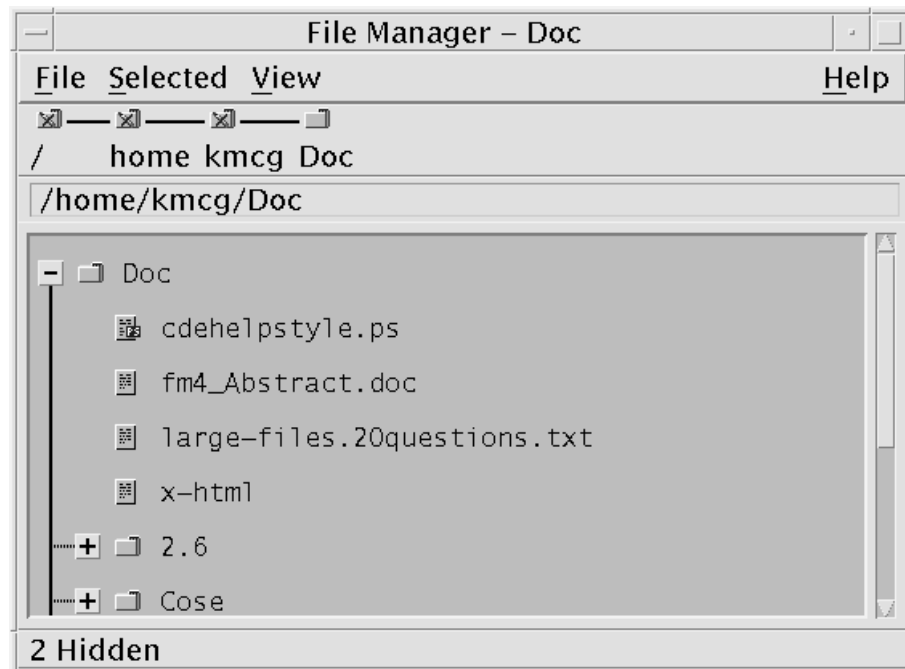 File Manager – Doc
File Selected View Help
/ home kmcg Doc
/home/kmcg/Doc
Doc
cdehelpstyle.ps
fm4_Abstract.doc
large–files.20questions.txt
x–html
2.6
Cose
2 Hidden